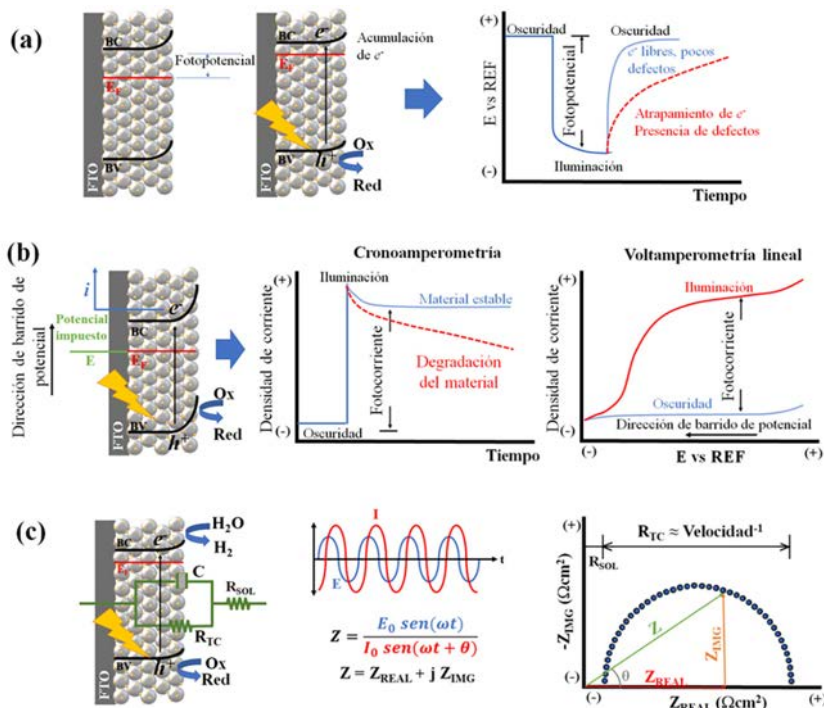 (a)
BC
E_F
BV
FTO
Fotopotencial
BC
e-
BV
h+
FTO
Acumulación
de e-
Ox
Red
(+)
Oscuridad
Oscuridad
e- libres, pocos
defectos
Fotopotencial
Atrapamiento de e-
Presencia de defectos
Iluminación
E vs REF
(-)
Tiempo
(b)
Dirección de barrido de
potencial
i
e-
BC
Potencial
impuesto
E
E_F
Ox
Red
BV
h+
FTO
Cronoamperometría
(+)
Iluminación
Material estable
Fotocorriente
Degradación
del material
Densidad de corriente
Oscuridad
(-)
Tiempo
Voltamperometría lineal
(+)
Iluminación
Fotocorriente
Densidad de corriente
Oscuridad
Dirección de barrido de potencial
(-)
(-)
E vs REF
(+)
(c)
H2O
H2
e-
BC
C
R_SOL
R_TC
BV
h+
Ox
Red
FTO
I
t
E
Z = E_0 sen(ωt) / I_0 sen(ωt + θ)
Z = Z_REAL + j Z_IMG
(+)
R_TC ≈ Velocidad^-1
R_SOL
-Z_IMG (Ωcm²)
Z
Z_IMG
θ
Z_REAL
(-)
(-)
Z_REAL (Ωcm²)
(+)